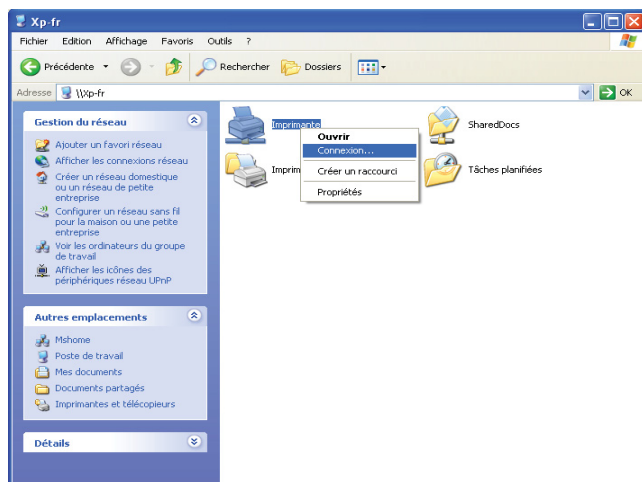 Xp-fr
Fichier Edition Affichage Favoris Outils ?
Précédente Rechercher Dossiers
Adresse \\Xp-fr OK
Gestion du réseau
Ajouter un favori réseau
Afficher les connexions réseau
Créer un réseau domestique
ou un réseau de petite
entreprise
Configurer un réseau sans fil
pour la maison ou une petite
entreprise
Voir les ordinateurs du groupe
de travail
Afficher les icônes des
périphériques réseau UPnP
Autres emplacements
Mshome
Poste de travail
Mes documents
Documents partagés
Imprimantes et télécopieurs
Détails
Imprimante
SharedDocs
Imprim
Tâches planifiées
Ouvrir
Connexion...
Créer un raccourci
Propriétés